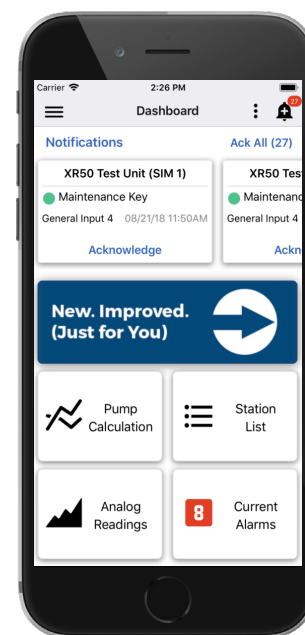 Carrier 2:26 PM
Dashboard 27
Notifications Ack All (27)
XR50 Test Unit (SIM 1)
Maintenance Key
General Input 4 08/21/18 11:50AM
Acknowledge
XR50 Tes
Maintenanc
General Input 4
Ackn
New. Improved.
(Just for You)
Pump
Calculation
Station
List
Analog
Readings
8
Current
Alarms